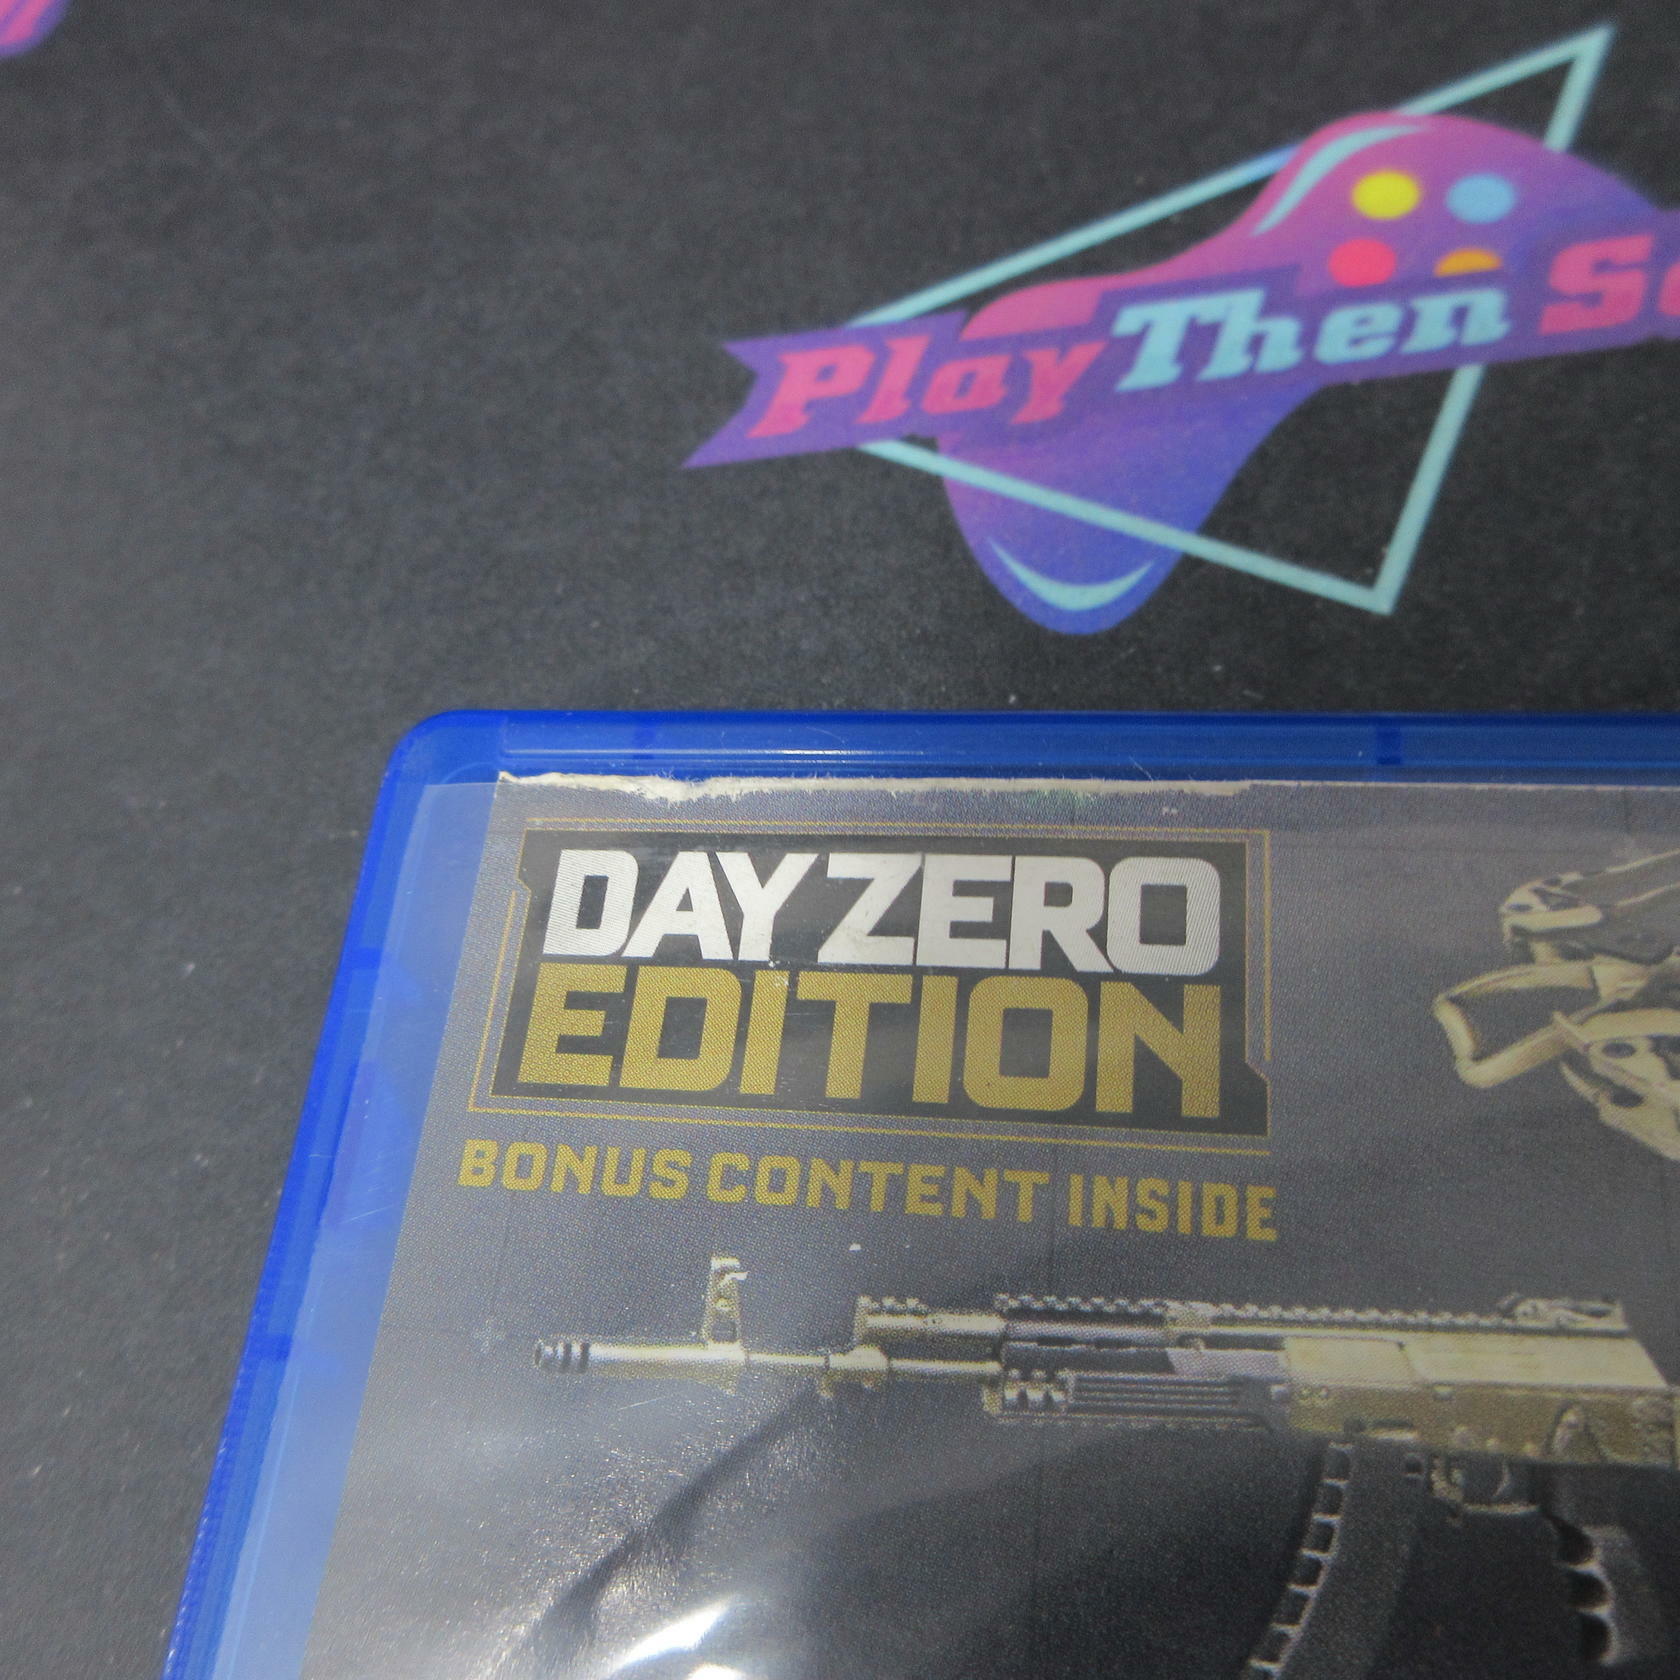 Play Then
DAY ZERO
EDITION
BONUS CONTENT INSIDE